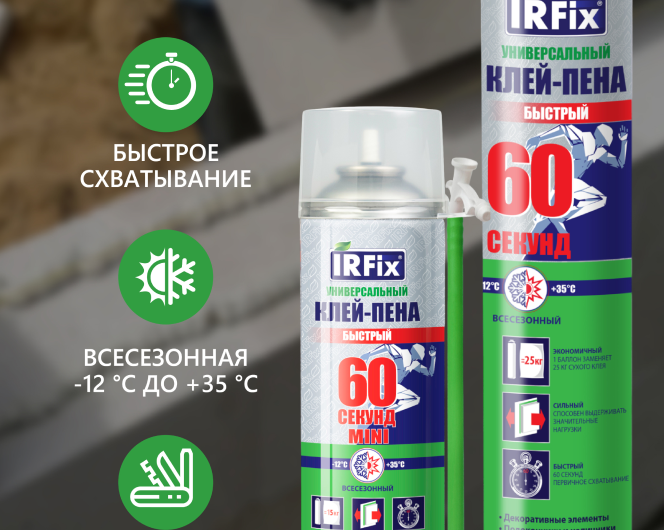 БЫСТРОЕ
СХВАТЫВАНИЕ
ВСЕСЕЗОННАЯ
-12 °С ДО +35 °С
IRFix®
УНИВЕРСАЛЬНЫЙ
КЛЕЙ-ПЕНА
БЫСТРЫЙ
60
СЕКУНД
MINI
-12°C
+35°C
ВСЕСЕЗОННЫЙ
≈15кг
IRFix®
УНИВЕРСАЛЬНЫЙ
КЛЕЙ-ПЕНА
БЫСТРЫЙ
60
СЕКУНД
-12°C
+35°C
ВСЕСЕЗОННЫЙ
≈25кг
ЭКОНОМИЧНЫЙ
1 БАЛЛОН ЗАМЕНЯЕТ
25 КГ СУХОГО КЛЕЯ
СИЛЬНЫЙ
СПОСОБЕН ВЫДЕРЖИВАТЬ
ЗНАЧИТЕЛЬНЫЕ
НАГРУЗКИ
БЫСТРЫЙ
60 СЕКУНД
ПЕРВИЧНОЕ СХВАТЫВАНИЕ
• Декоративные элементы